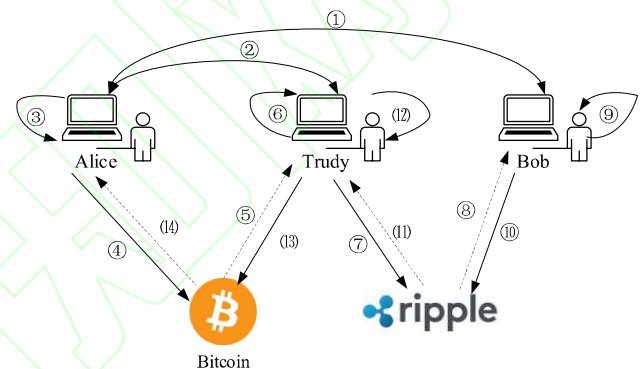 ①
②
③
⑥
⑿
⑨
Alice
Trudy
Bob
④
⒁
⑤
⒀
⑦
⑾
⑧
⑩
ripple
Bitcoin